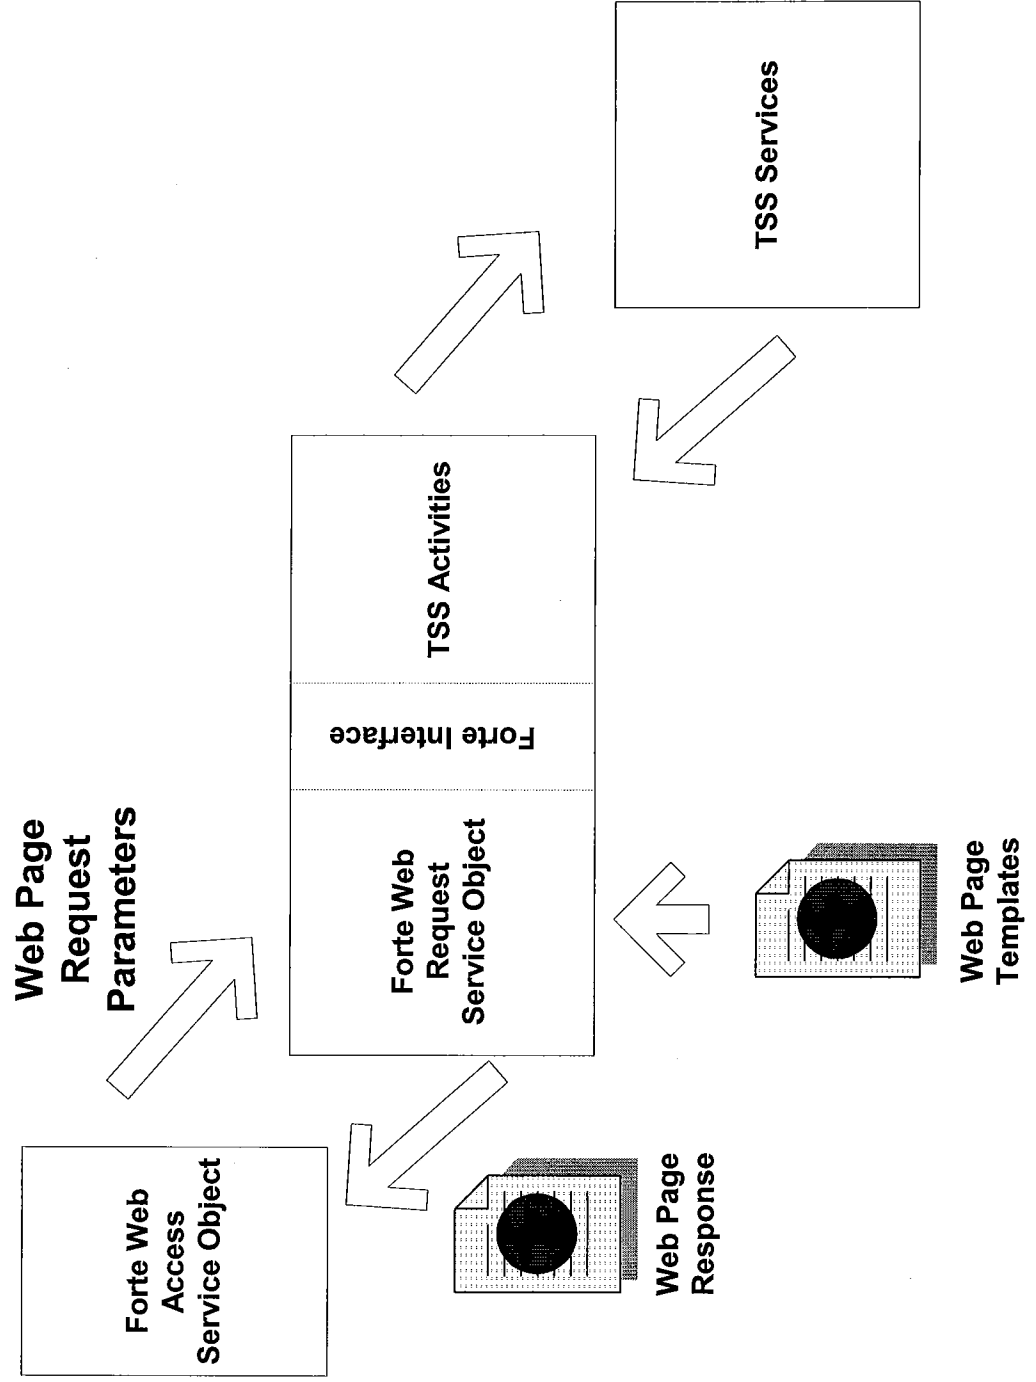 Web Page
Request
Parameters
Forte Web
Access
Service Object
Forte Web
Request
Service Object
Forte Interface
TSS Activities
TSS Services
Web Page
Response
Web Page
Templates